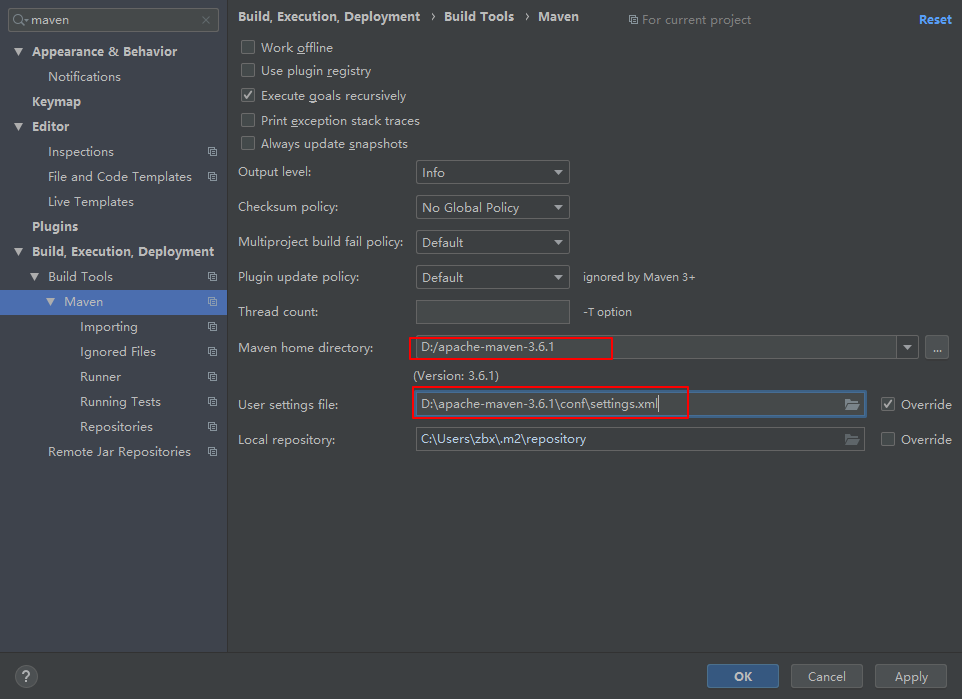 maven
Appearance & Behavior
Notifications
Keymap
Editor
Inspections
File and Code Templates
Live Templates
Plugins
Build, Execution, Deployment
Build Tools
Maven
Importing
Ignored Files
Runner
Running Tests
Repositories
Remote Jar Repositories
Build, Execution, Deployment › Build Tools › Maven For current project Reset
Work offline
Use plugin registry
Execute goals recursively
Print exception stack traces
Always update snapshots
Output level: Info
Checksum policy: No Global Policy
Multiproject build fail policy: Default
Plugin update policy: Default ignored by Maven 3+
Thread count: -T option
Maven home directory: D:/apache-maven-3.6.1 ...
(Version: 3.6.1)
User settings file: D:\apache-maven-3.6.1\conf\settings.xml Override
Local repository: C:\Users\zbx\.m2\repository Override
? OK Cancel Apply